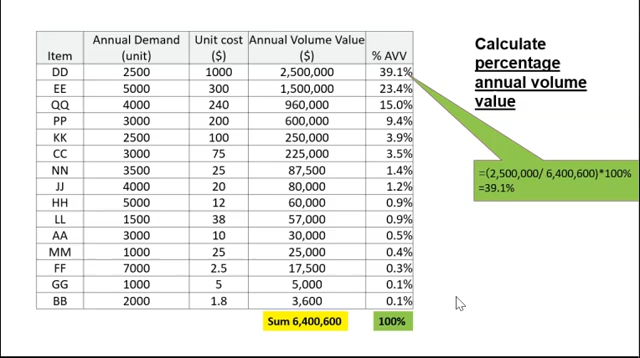 Annual Demand Unit cost Annual Volume Value
Item (unit) ($) ($) % AVV
DD 2500 1000 2,500,000 39.1%
EE 5000 300 1,500,000 23.4%
QQ 4000 240 960,000 15.0%
PP 3000 200 600,000 9.4%
KK 2500 100 250,000 3.9%
CC 3000 75 225,000 3.5%
NN 3500 25 87,500 1.4%
JJ 4000 20 80,000 1.2%
HH 5000 12 60,000 0.9%
LL 1500 38 57,000 0.9%
AA 3000 10 30,000 0.5%
MM 1000 25 25,000 0.4%
FF 7000 2.5 17,500 0.3%
GG 1000 5 5,000 0.1%
BB 2000 1.8 3,600 0.1%
Sum 6,400,600 100%
Calculate
percentage
annual volume
value
=(2,500,000/ 6,400,600)*100%
=39.1%